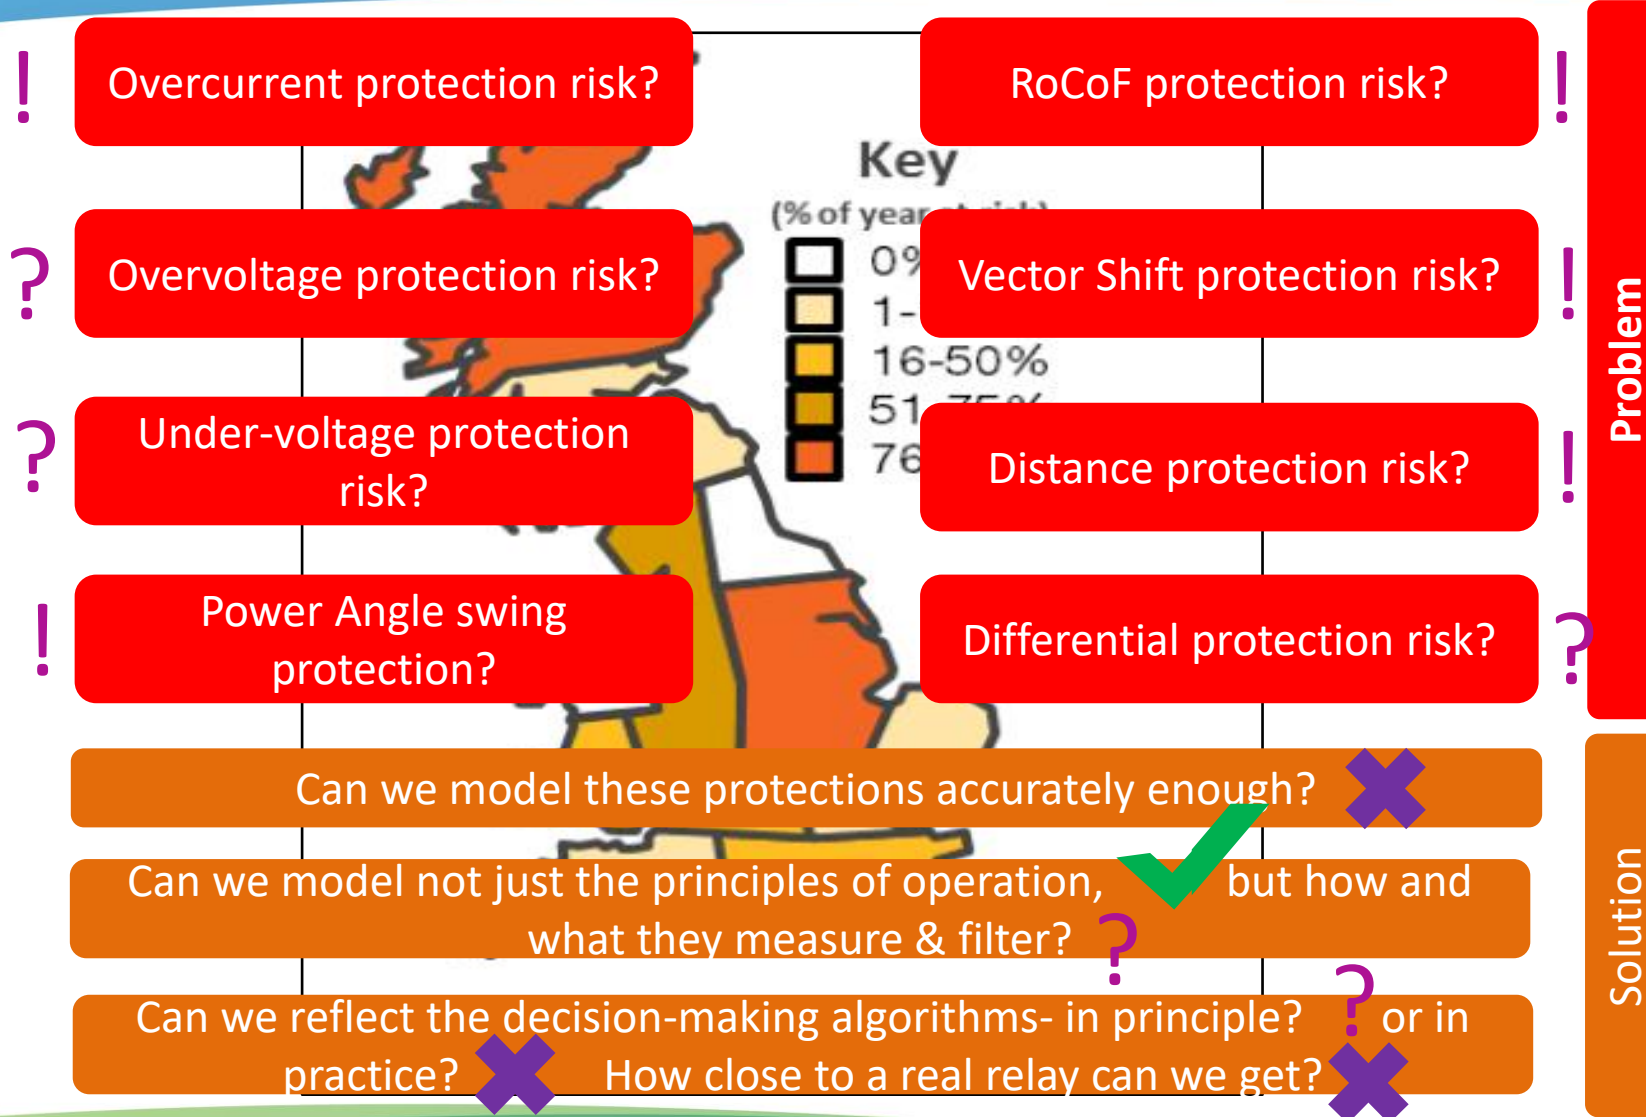 !
Overcurrent protection risk?
RoCoF protection risk?
!
Key
(% of year at risk)
?
Overvoltage protection risk?
0%
Vector Shift protection risk?
!
1-
16-50%
51-75%
?
Under-voltage protection
risk?
76
Distance protection risk?
!
!
Power Angle swing
protection?
Differential protection risk?
?
Problem
Can we model these protections accurately enough?
Can we model not just the principles of operation, but how and
what they measure & filter? ?
Can we reflect the decision-making algorithms- in principle? ? or in
practice? How close to a real relay can we get?
Solution